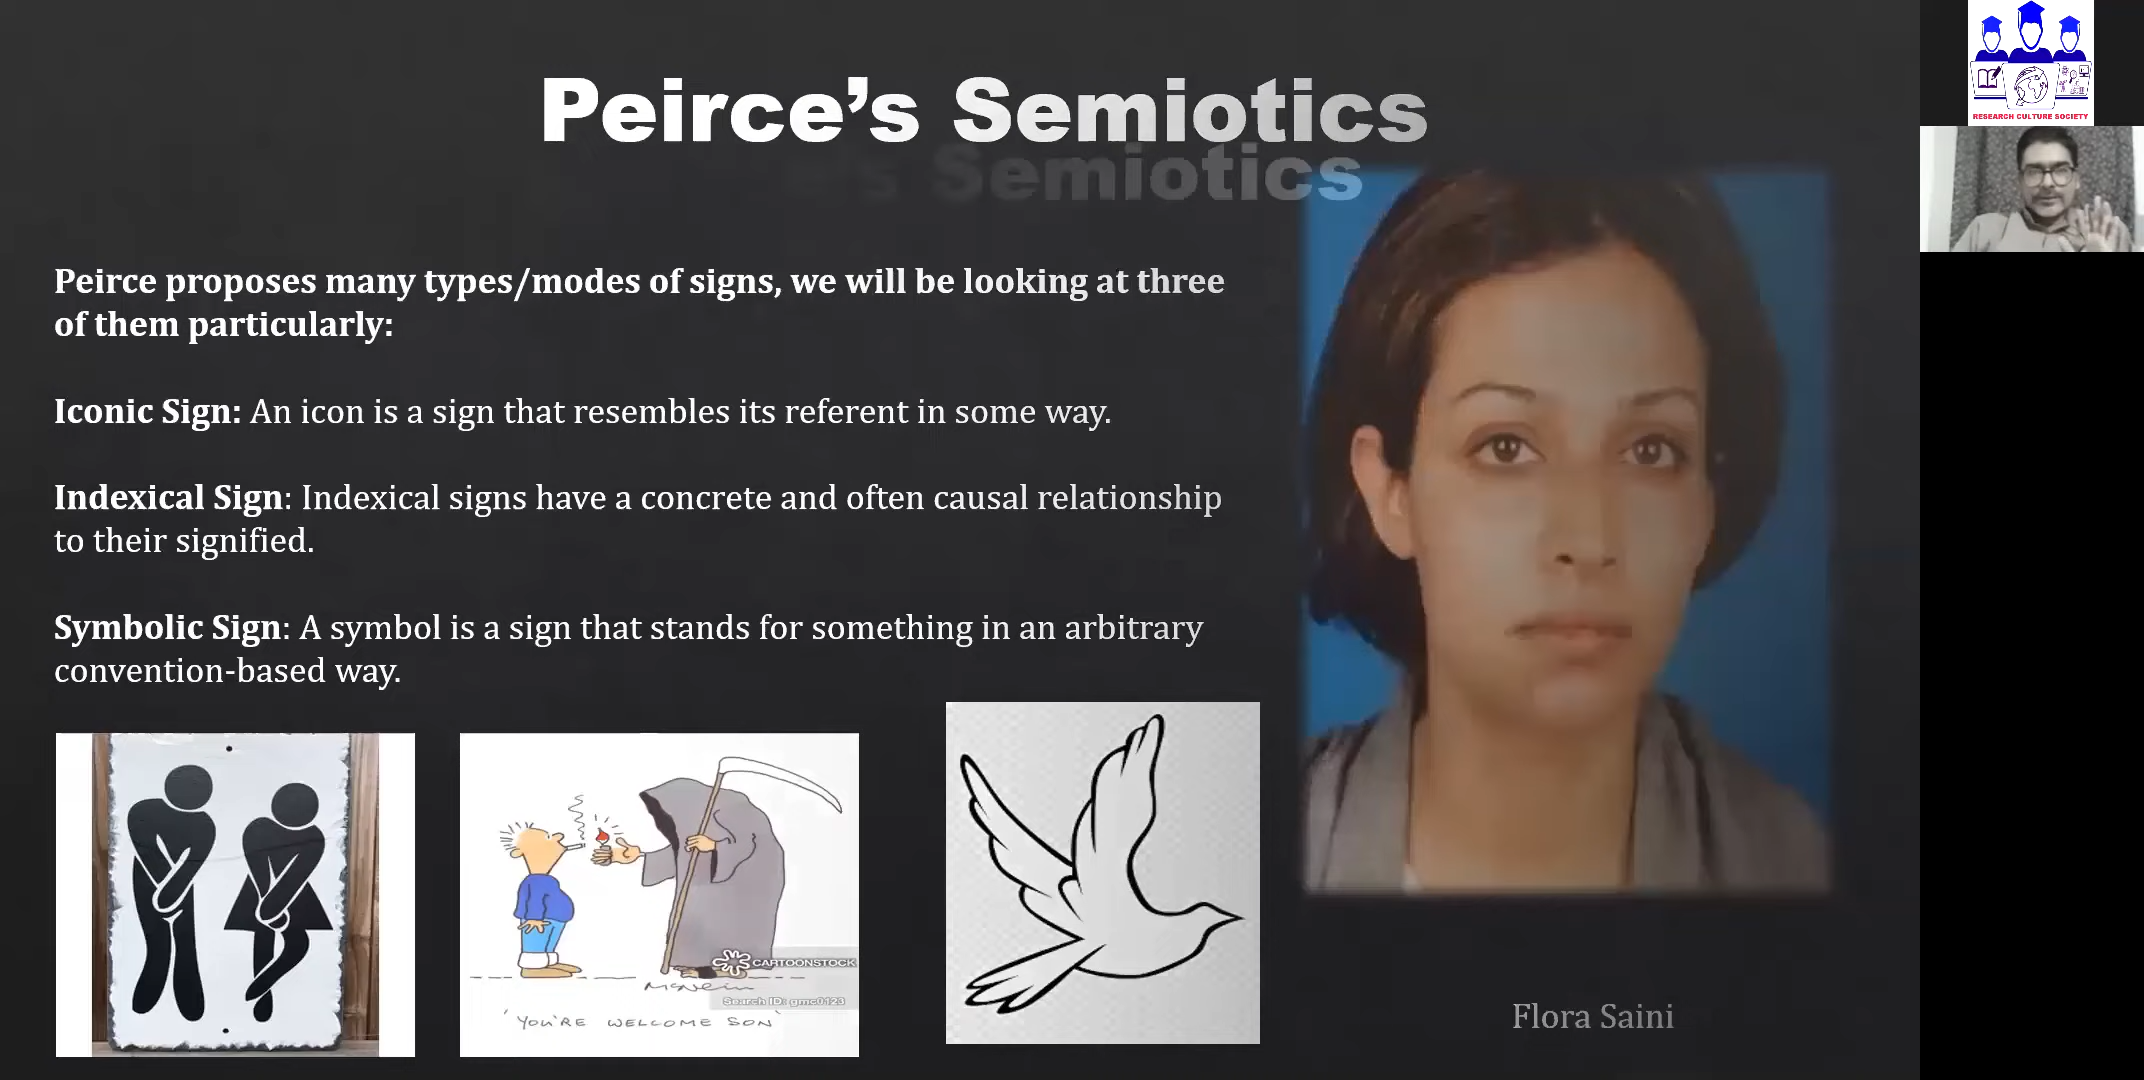 Peirce’s Semiotics
e’s Semiotics
RESEARCH CULTURE SOCIETY
Peirce proposes many types/modes of signs, we will be looking at three
of them particularly:
Iconic Sign: An icon is a sign that resembles its referent in some way.
Indexical Sign: Indexical signs have a concrete and often causal relationship
to their signified.
Symbolic Sign: A symbol is a sign that stands for something in an arbitrary
convention-based way.
CARTOONSTOCK
Search ID: gmc0123
'YOU'RE WELCOME SON'
Flora Saini